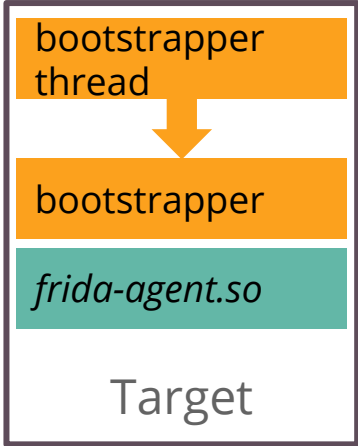 bootstrapper
thread
bootstrapper
frida-agent.so
Target